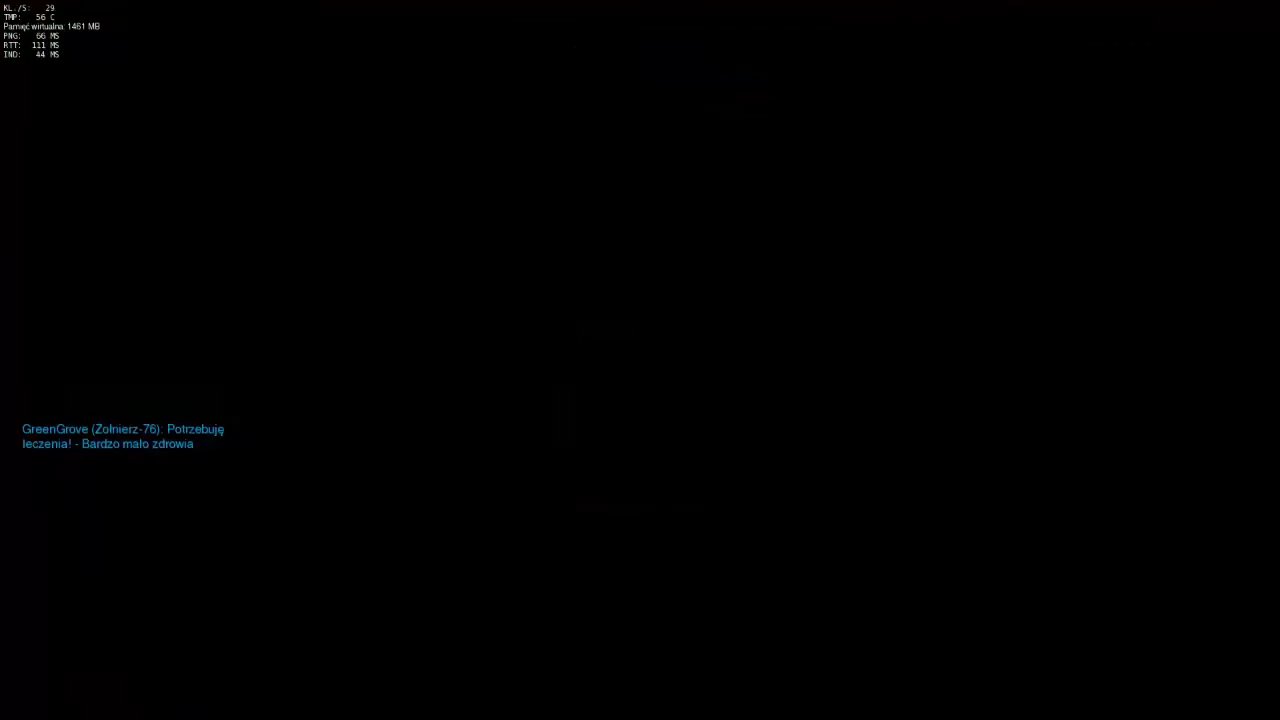 KL./S: 29
TMP: 56 C
Pamięć wirtualna: 1461 MB
PNG: 66 MS
RTT: 111 MS
IND: 44 MS
GreenGrove (Żołnierz-76): Potrzebuję
leczenia! - Bardzo mało zdrowia